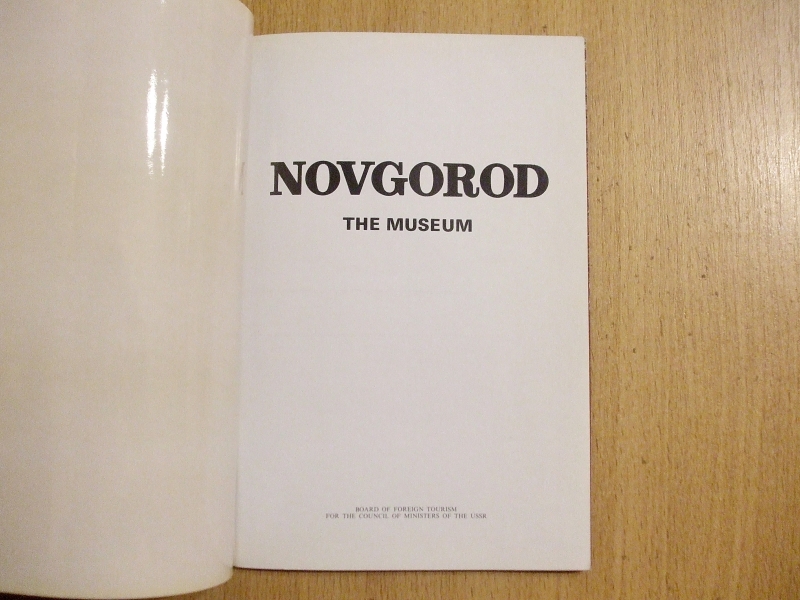 NOVGOROD
THE MUSEUM
BOARD OF FOREIGN TOURISM
FOR THE COUNCIL OF MINISTERS OF THE USSR